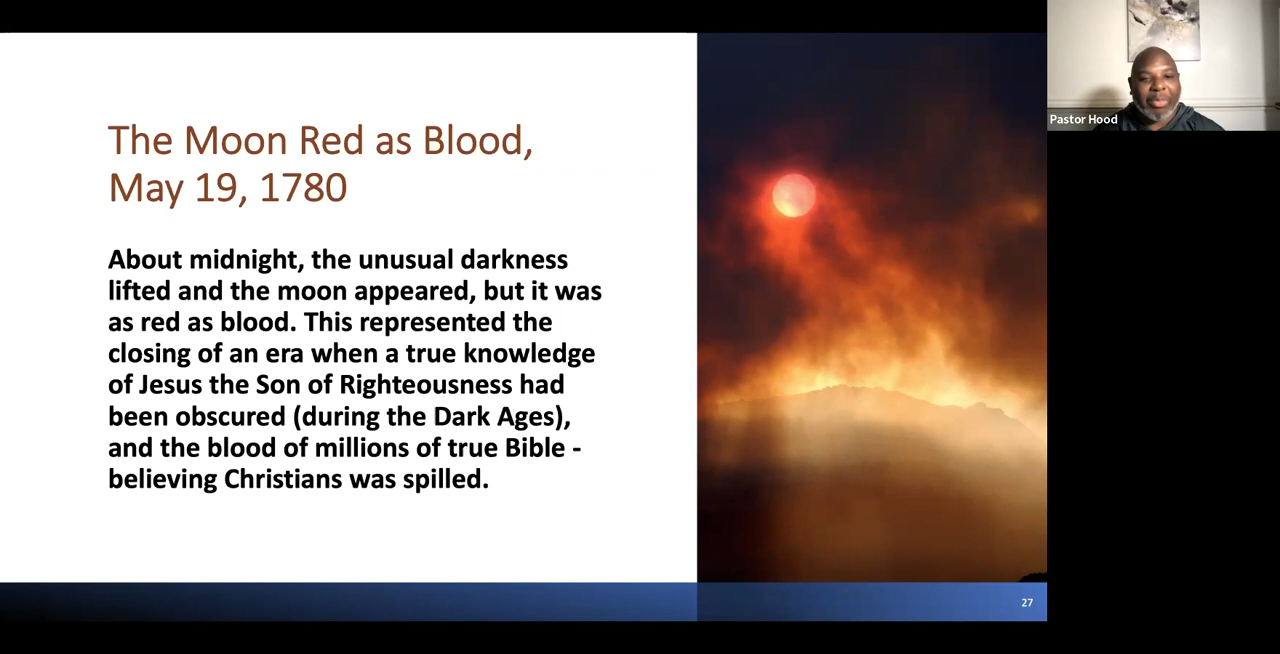 The Moon Red as Blood,
May 19, 1780
About midnight, the unusual darkness
lifted and the moon appeared, but it was
as red as blood. This represented the
closing of an era when a true knowledge
of Jesus the Son of Righteousness had
been obscured (during the Dark Ages),
and the blood of millions of true Bible -
believing Christians was spilled.
27
Pastor Hood